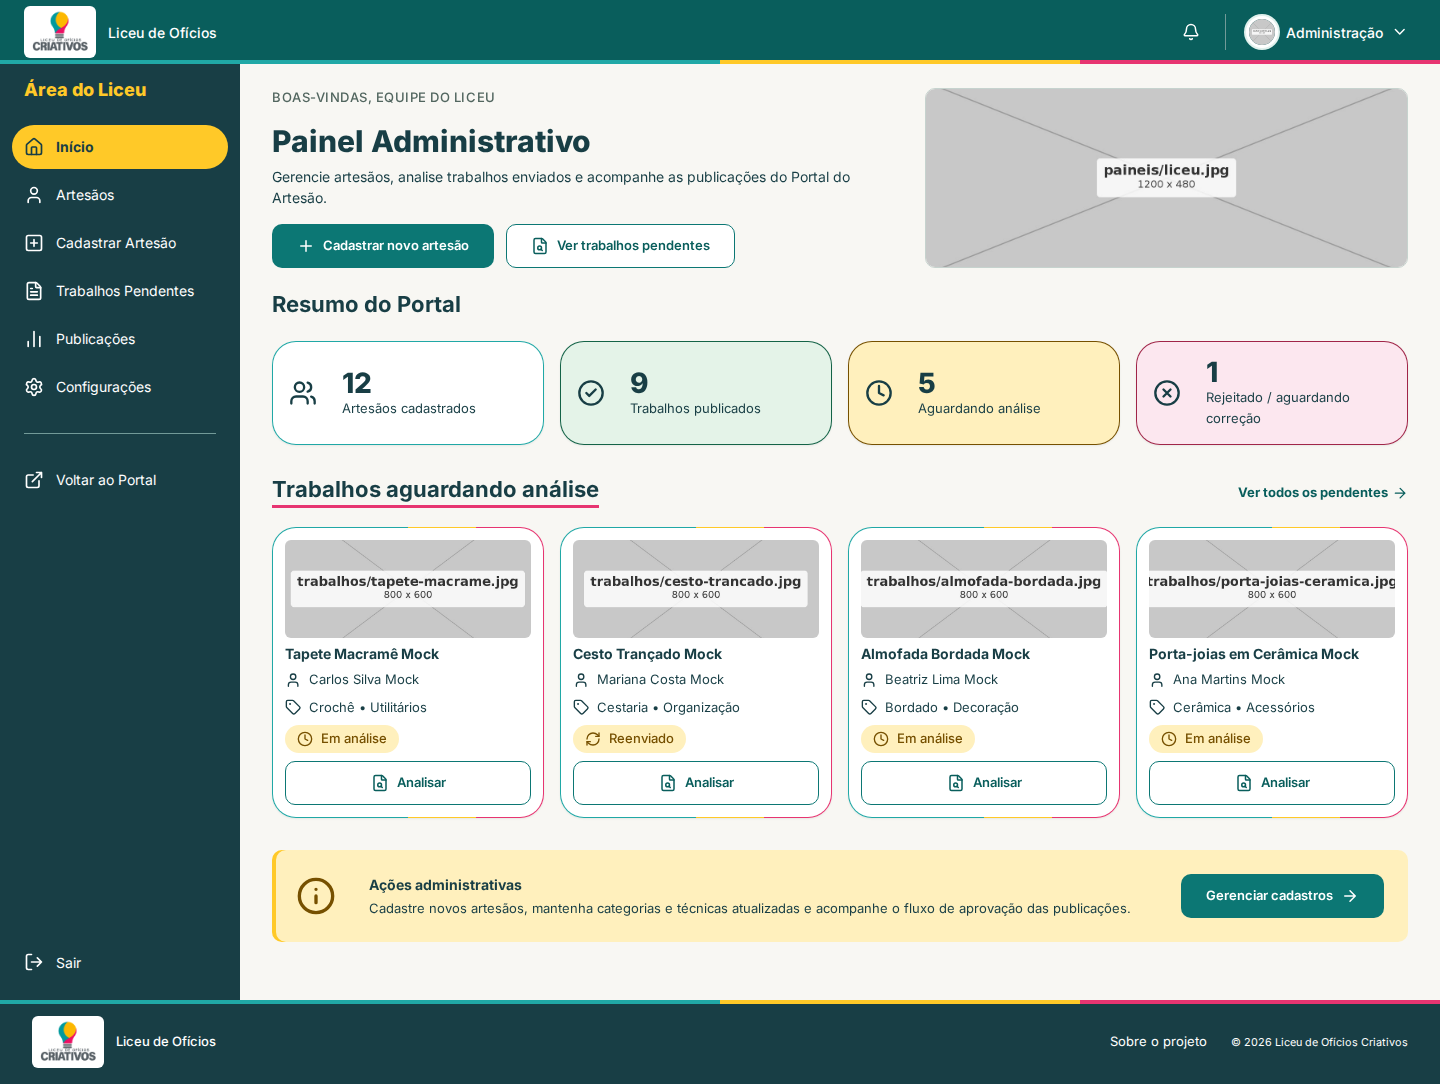 LICEU DE OFÍCIOS
CRIATIVOS
Liceu de Ofícios
Administração
Área do Liceu
Início
Artesãos
Cadastrar Artesão
Trabalhos Pendentes
Publicações
Configurações
Voltar ao Portal
Sair
BOAS-VINDAS, EQUIPE DO LICEU
Painel Administrativo
Gerencie artesãos, analise trabalhos enviados e acompanhe as publicações do Portal do
Artesão.
Cadastrar novo artesão
Ver trabalhos pendentes
paineis/liceu.jpg
1200 x 480
Resumo do Portal
12
Artesãos cadastrados
9
Trabalhos publicados
5
Aguardando análise
1
Rejeitado / aguardando
correção
Trabalhos aguardando análise
Ver todos os pendentes
trabalhos/tapete-macrame.jpg
800 x 600
Tapete Macramê Mock
Carlos Silva Mock
Crochê • Utilitários
Em análise
Analisar
trabalhos/cesto-trancado.jpg
800 x 600
Cesto Trançado Mock
Mariana Costa Mock
Cestaria • Organização
Reenviado
Analisar
trabalhos/almofada-bordada.jpg
800 x 600
Almofada Bordada Mock
Beatriz Lima Mock
Bordado • Decoração
Em análise
Analisar
trabalhos/porta-joias-ceramica.jpg
800 x 600
Porta-joias em Cerâmica Mock
Ana Martins Mock
Cerâmica • Acessórios
Em análise
Analisar
Ações administrativas
Cadastre novos artesãos, mantenha categorias e técnicas atualizadas e acompanhe o fluxo de aprovação das publicações.
Gerenciar cadastros
LICEU DE OFÍCIOS
CRIATIVOS
Liceu de Ofícios
Sobre o projeto
© 2026 Liceu de Ofícios Criativos